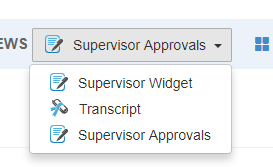 EWS Supervisor Approvals
Supervisor Widget
Transcript
Supervisor Approvals